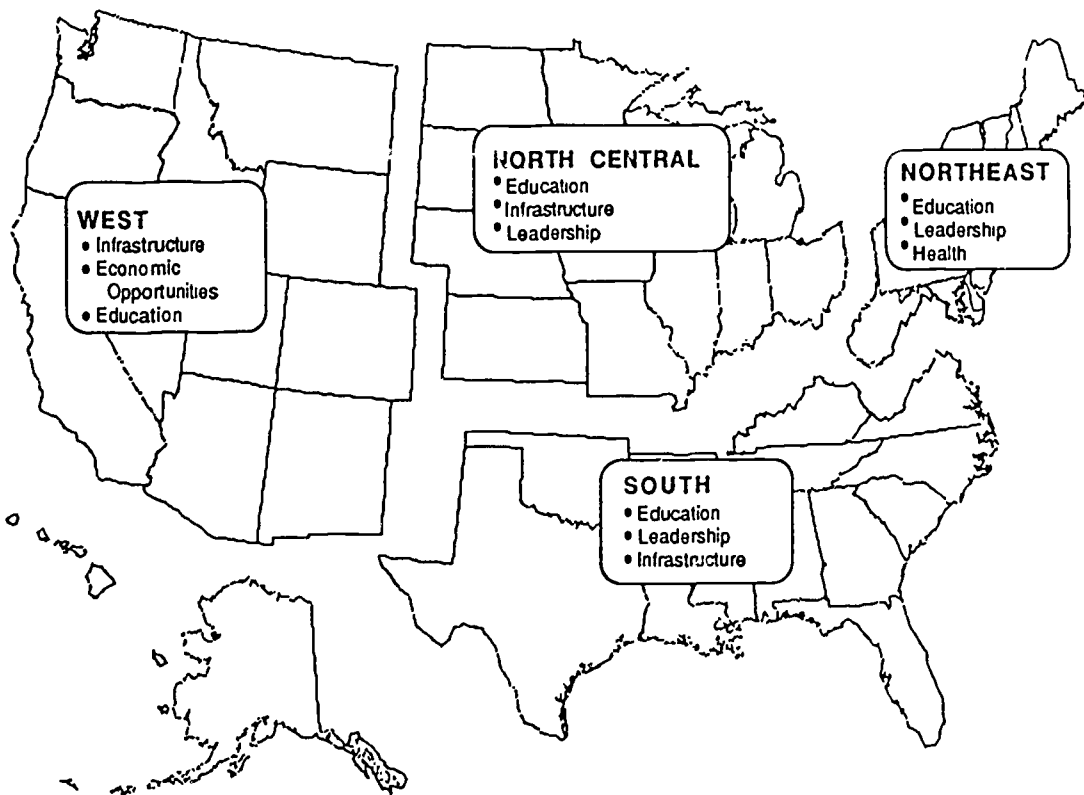 NORTH CENTRAL
• Education
• Infrastructure
• Leadership
NORTHEAST
• Education
• Leadership
• Health
WEST
• Infrastructure
• Economic
Opportunities
• Education
SOUTH
• Education
• Leadership
• Infrastructure